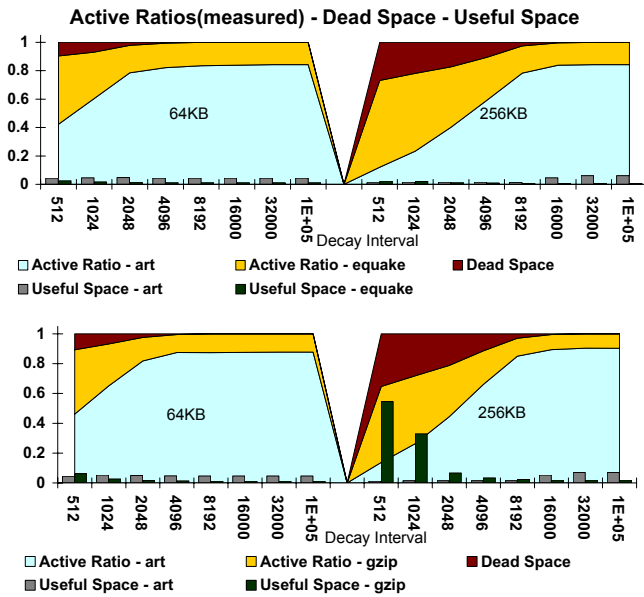 Active Ratios(measured) - Dead Space - Useful Space
1
0.8
0.6
0.4
0.2
0
64KB
256KB
512
1024
2048
4096
8192
16000
32000
1E+05
512
1024
2048
4096
8192
16000
32000
1E+05
Decay Interval
Active Ratio - art
Active Ratio - equake
Dead Space
Useful Space - art
Useful Space - equake
1
0.8
0.6
0.4
0.2
0
64KB
256KB
512
1024
2048
4096
8192
16000
32000
1E+05
512
1024
2048
4096
8192
16000
32000
1E+05
Decay Interval
Active Ratio - art
Active Ratio - gzip
Dead Space
Useful Space - art
Useful Space - gzip